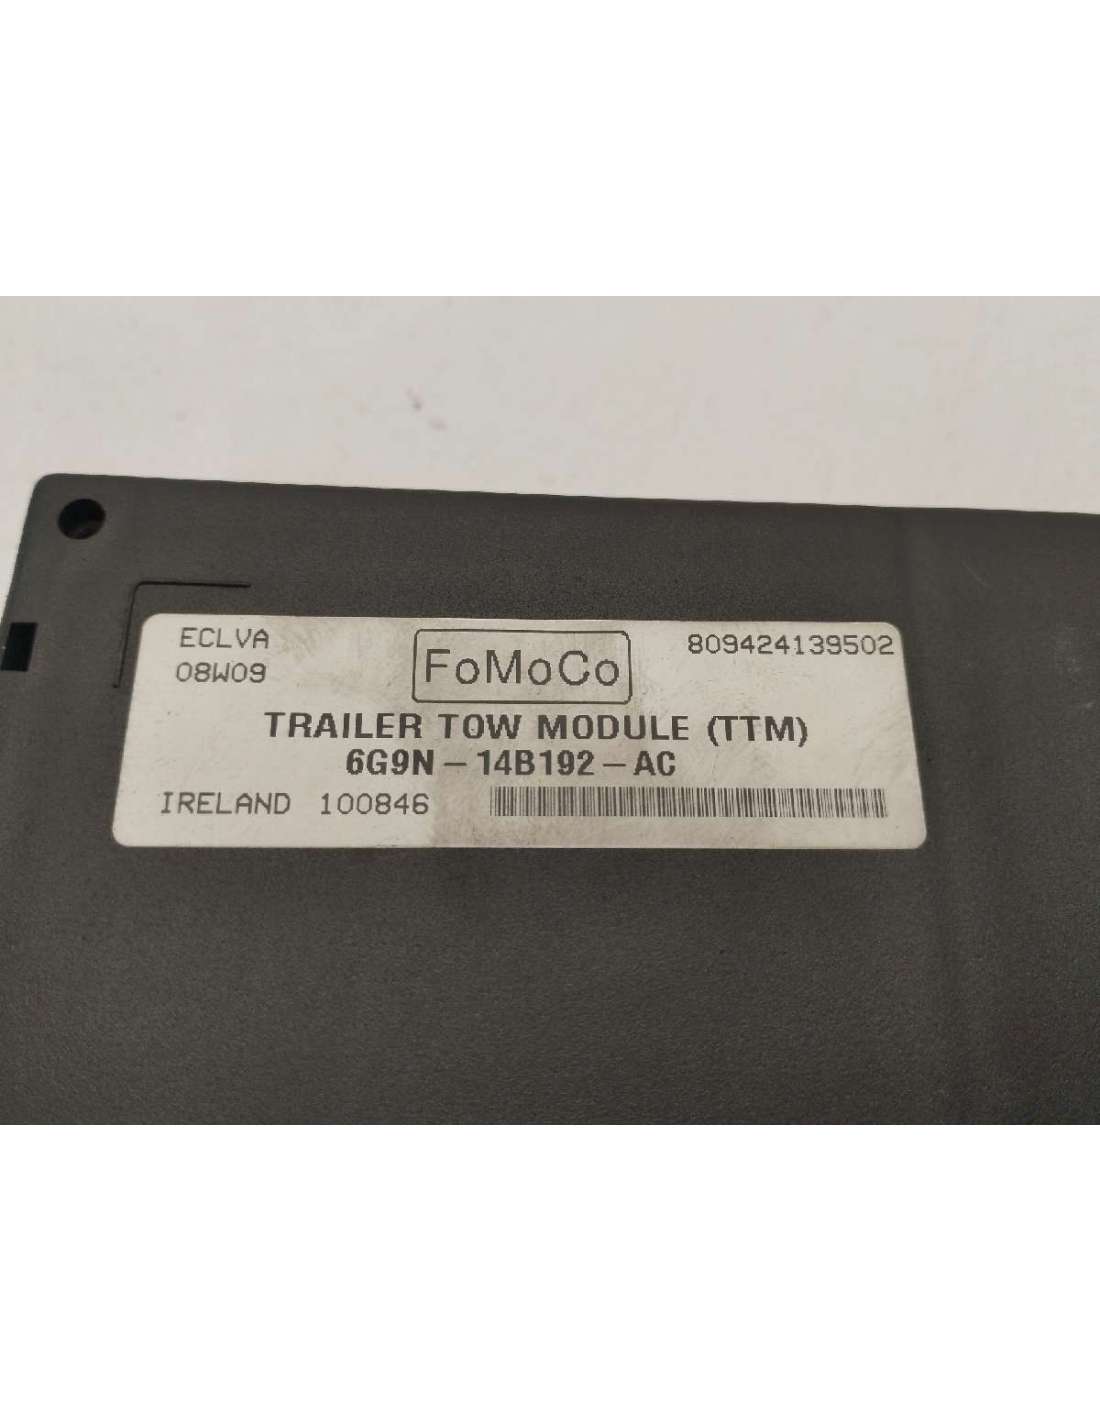 ECLVA
08W09
FoMoCo
809424139502
TRAILER TOW MODULE (TTM)
6G9N-14B192-AC
IRELAND 100846